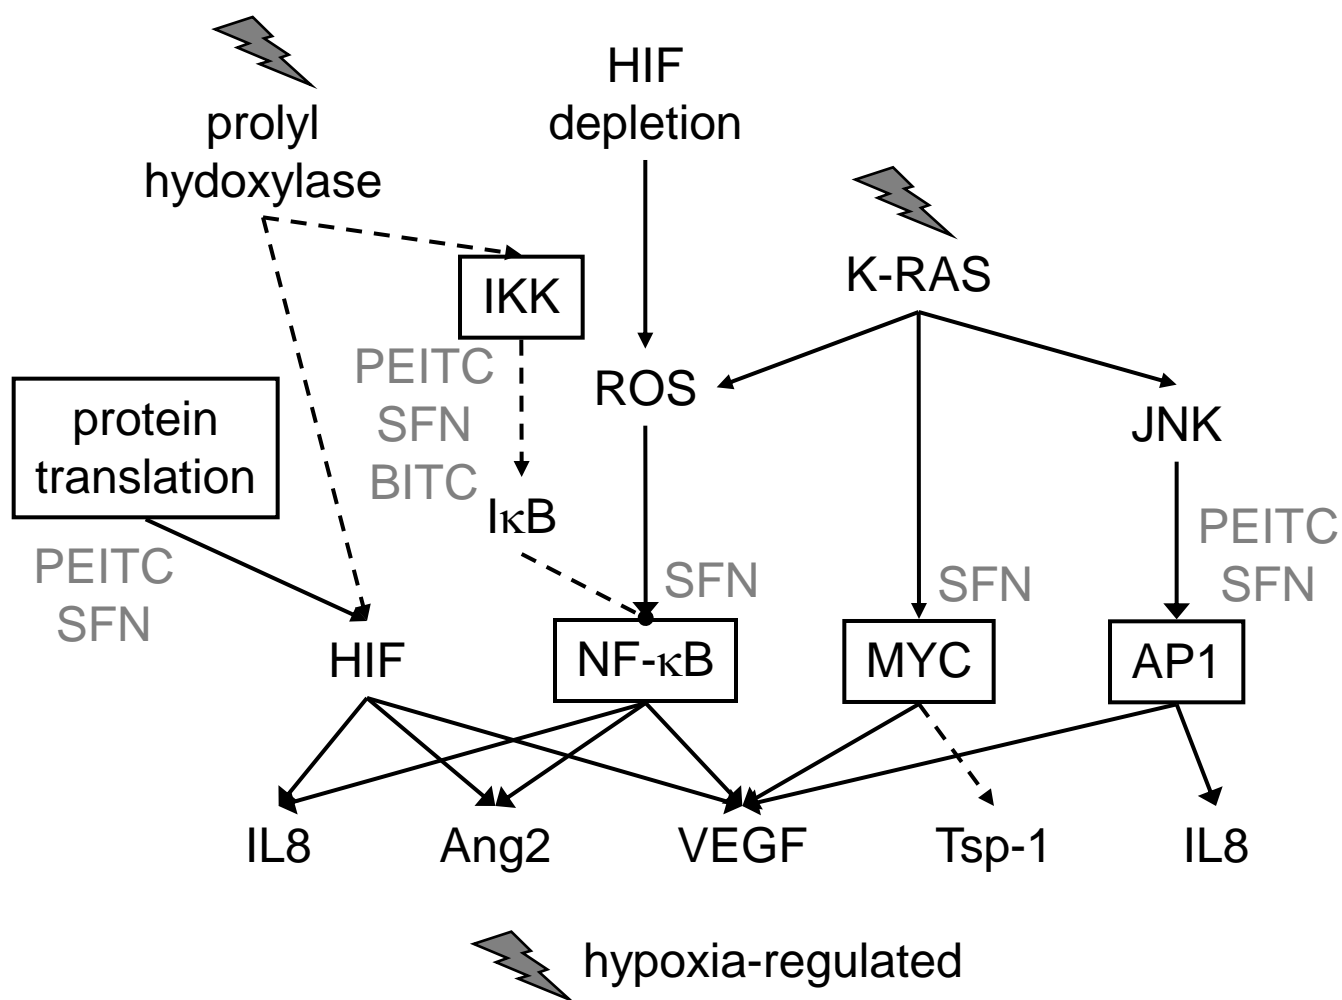 HIF
depletion
prolyl
hydoxylase
K-RAS
IKK
PEITC
SFN
BITC
ROS
protein
translation
JNK
IκB
PEITC
SFN
PEITC
SFN
SFN
SFN
HIF
NF-κB
MYC
AP1
IL8
Ang2
VEGF
Tsp-1
IL8
hypoxia-regulated